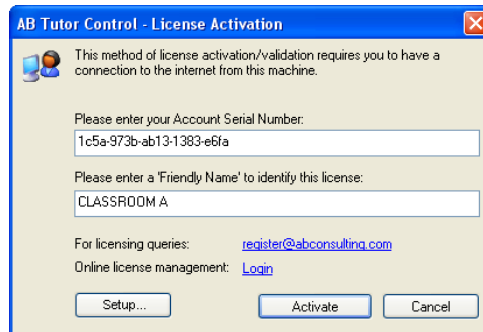 AB Tutor Control - License Activation
This method of license activation/validation requires you to have a
connection to the internet from this machine.
Please enter your Account Serial Number:
1c5a-973b-ab13-1383-e6fa
Please enter a 'Friendly Name' to identify this license:
CLASSROOM A
For licensing queries: register@abconsulting.com
Online license management: Login
Setup... Activate Cancel